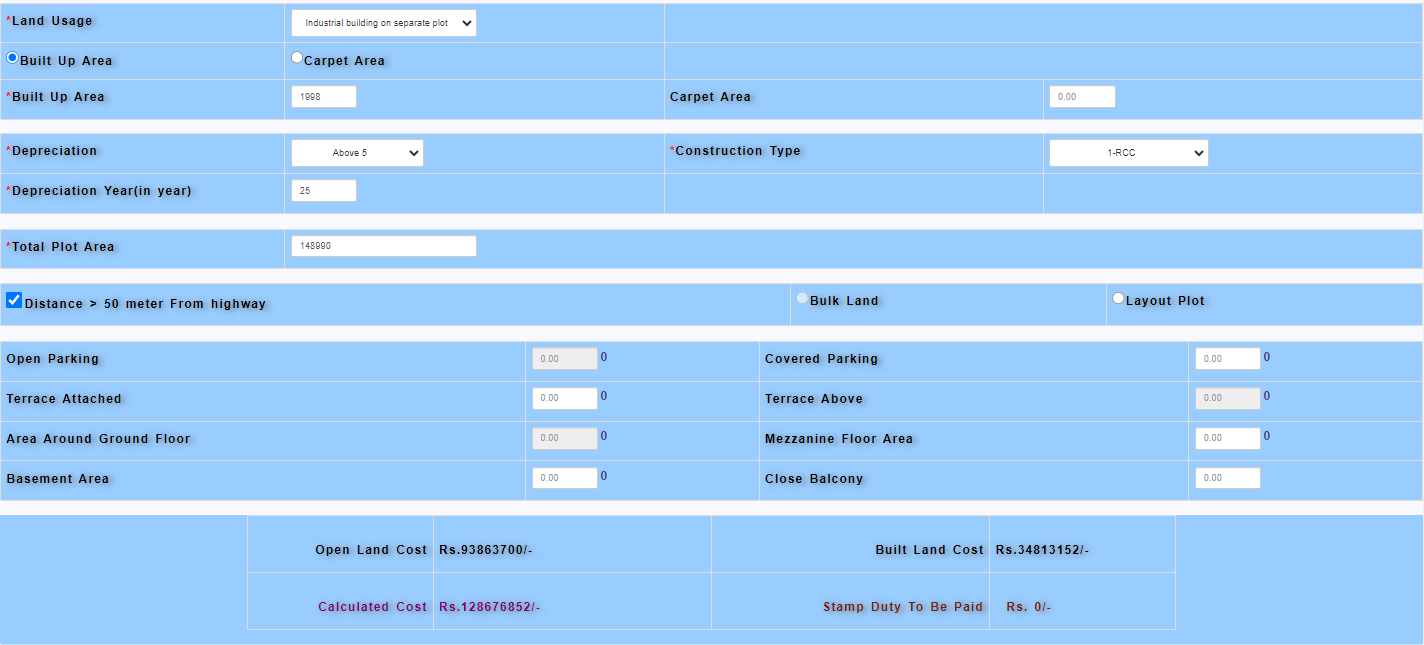 *Land Usage Industrial building on separate plot
Built Up Area Carpet Area
*Built Up Area 1998 Carpet Area 0.00
*Depreciation Above 5 *Construction Type 1-RCC
*Depreciation Year(in year) 25
*Total Plot Area 148990
Distance > 50 meter From highway Bulk Land Layout Plot
Open Parking 0.00 0 Covered Parking 0.00 0
Terrace Attached 0.00 0 Terrace Above 0.00 0
Area Around Ground Floor 0.00 0 Mezzanine Floor Area 0.00 0
Basement Area 0.00 0 Close Balcony 0.00
Open Land Cost Rs.93863700/- Built Land Cost Rs.34813152/-
Calculated Cost Rs.128676852/- Stamp Duty To Be Paid Rs. 0/-